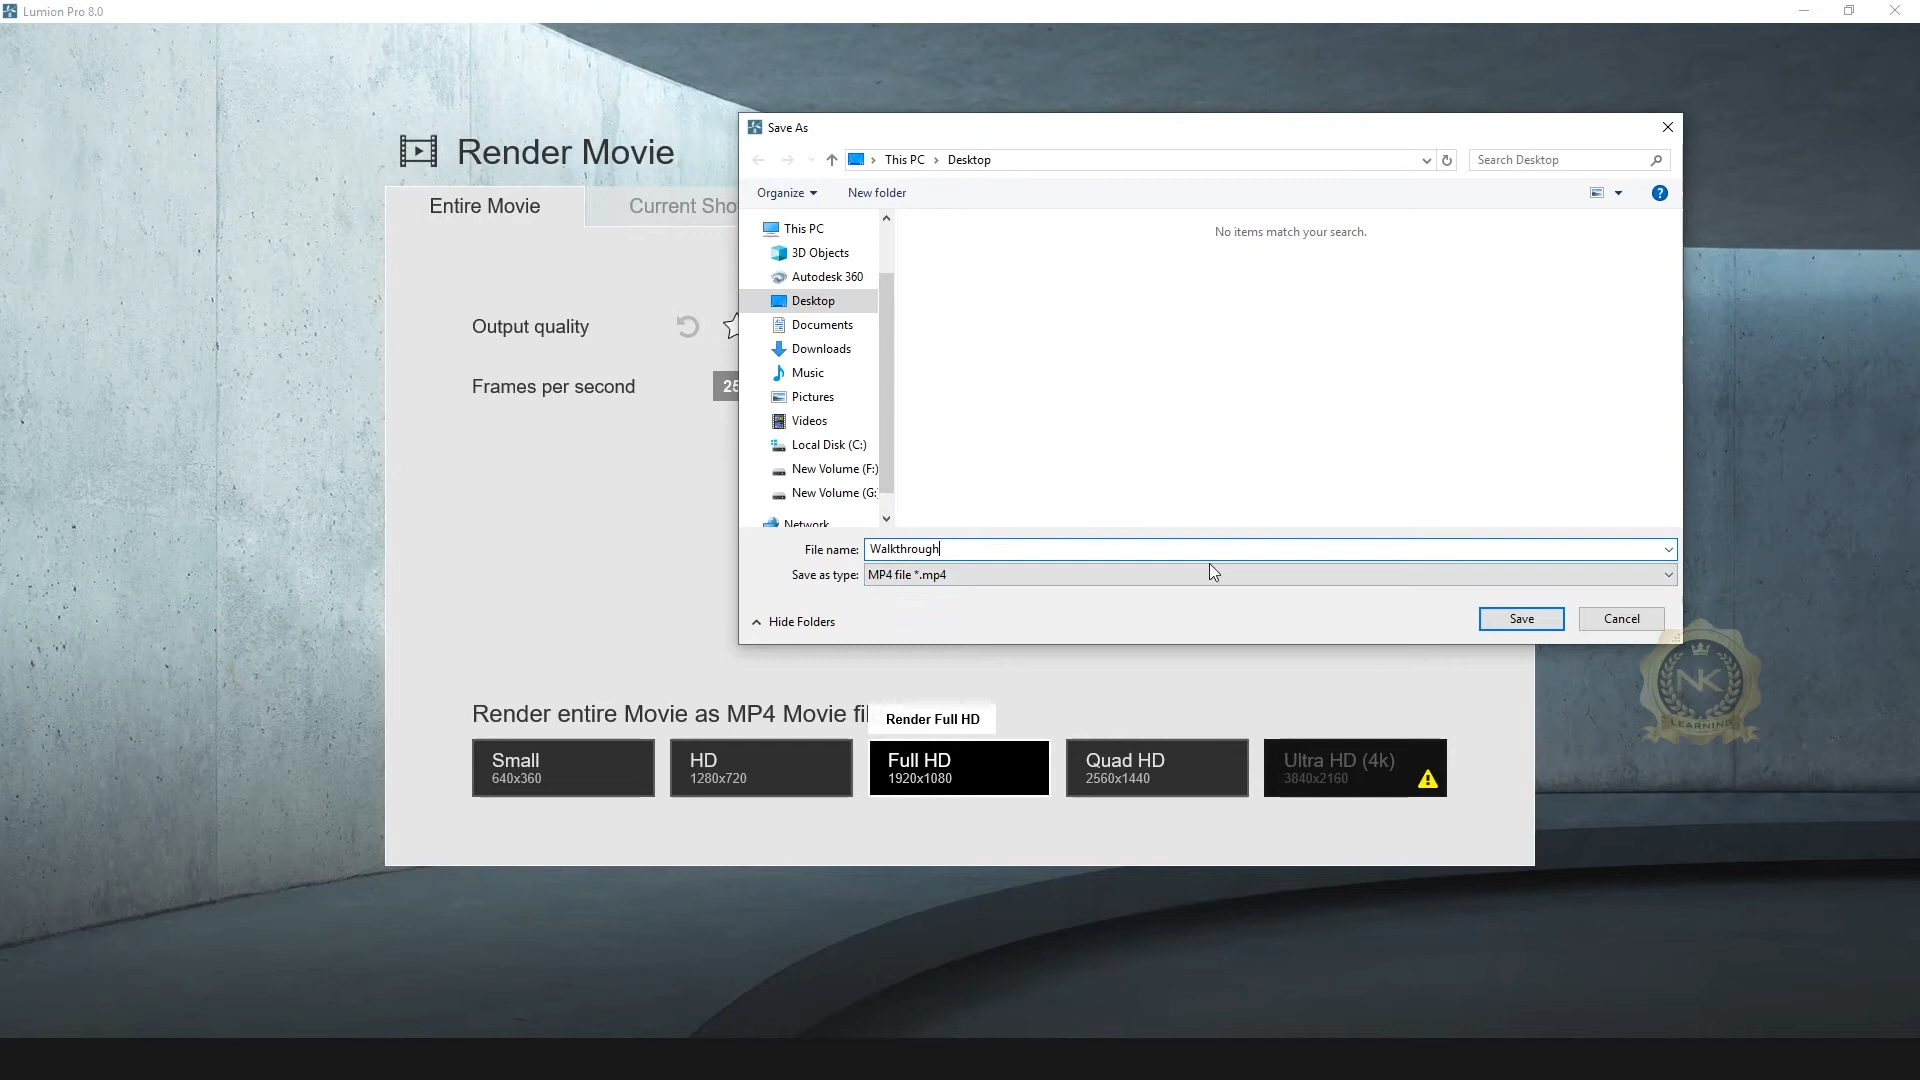 Lumion Pro 8.0
Render Movie
Entire Movie
Current Sho
Output quality
Frames per second
25
Save As
This PC
Desktop
Search Desktop
Organize
New folder
This PC
3D Objects
Autodesk 360
Desktop
Documents
Downloads
Music
Pictures
Videos
Local Disk (C:)
New Volume (F:)
New Volume (G:
Network
No items match your search.
File name: Walkthrough
Save as type: MP4 file *.mp4
Hide Folders
Save
Cancel
NK
LEARNING
Render entire Movie as MP4 Movie fil
Render Full HD
Small
640x360
HD
1280x720
Full HD
1920x1080
Quad HD
2560x1440
Ultra HD (4k)
3840x2160